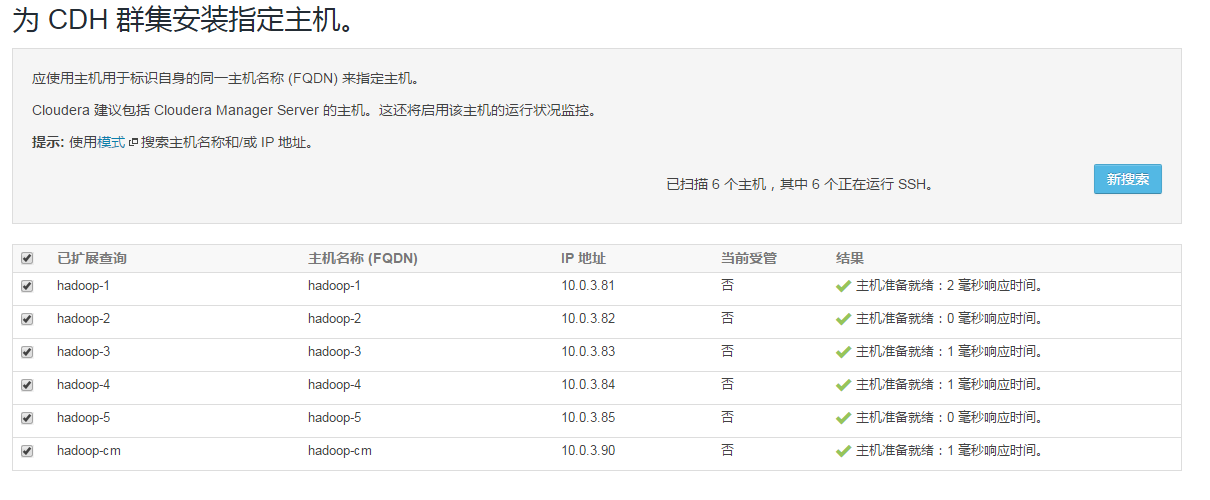 为 CDH 群集安装指定主机。
应使用主机用于标识自身的同一主机名称 (FQDN) 来指定主机。
Cloudera 建议包括 Cloudera Manager Server 的主机。这还将启用该主机的运行状况监控。
提示: 使用模式 搜索主机名称和/或 IP 地址。
已扫描 6 个主机，其中 6 个正在运行 SSH。 新搜索
已扩展查询 主机名称 (FQDN) IP 地址 当前受管 结果
hadoop-1 hadoop-1 10.0.3.81 否 主机准备就绪：2 毫秒响应时间。
hadoop-2 hadoop-2 10.0.3.82 否 主机准备就绪：0 毫秒响应时间。
hadoop-3 hadoop-3 10.0.3.83 否 主机准备就绪：1 毫秒响应时间。
hadoop-4 hadoop-4 10.0.3.84 否 主机准备就绪：1 毫秒响应时间。
hadoop-5 hadoop-5 10.0.3.85 否 主机准备就绪：0 毫秒响应时间。
hadoop-cm hadoop-cm 10.0.3.90 否 主机准备就绪：1 毫秒响应时间。